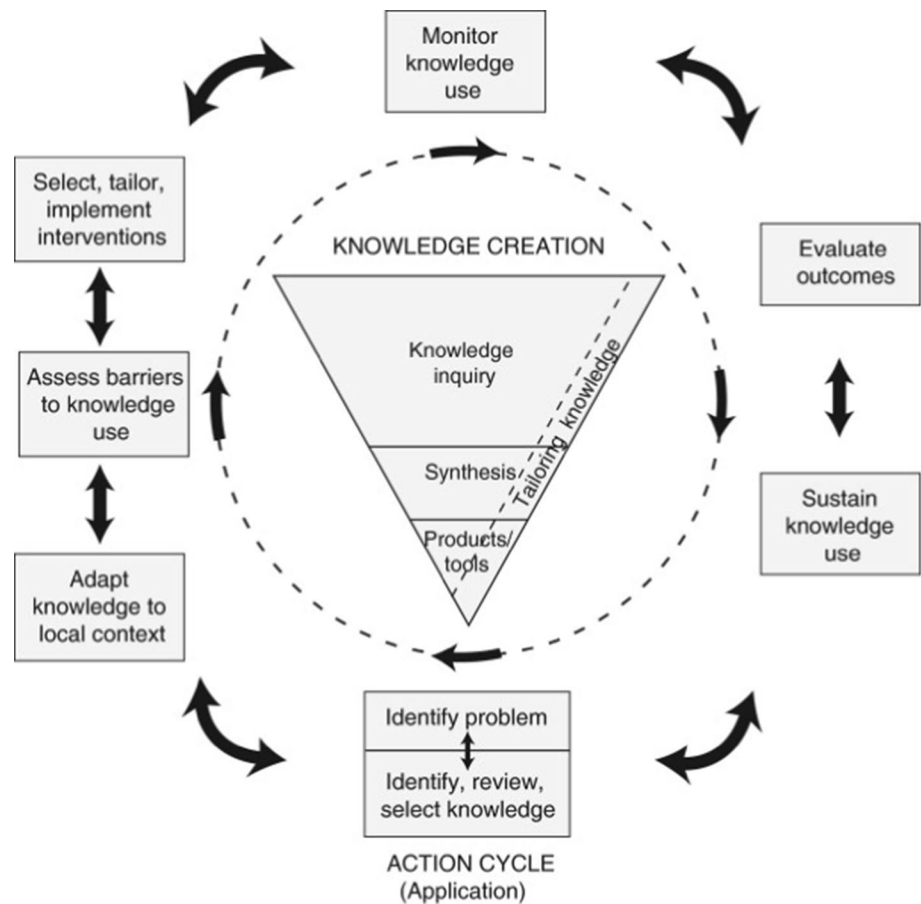 Monitor
knowledge
use
Select, tailor,
implement
interventions
KNOWLEDGE CREATION
Evaluate
outcomes
Knowledge
inquiry
Tailoring knowledge
Assess barriers
to knowledge
use
Synthesis
Sustain
knowledge
use
Products/
tools
Adapt
knowledge to
local context
Identify problem
Identify, review,
select knowledge
ACTION CYCLE
(Application)